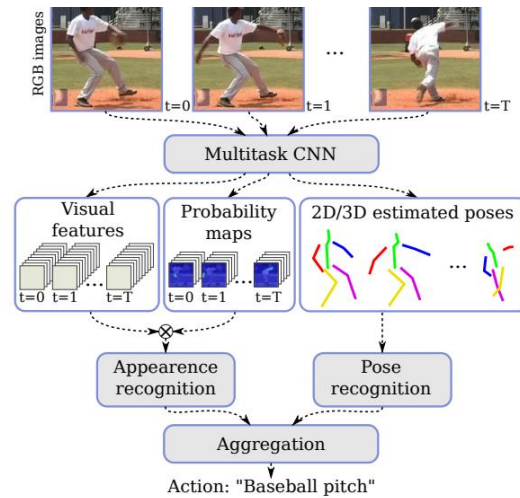 RGB images
t=0
t=1
...
t=T
Multitask CNN
Visual
features
t=0
t=1
...
t=T
Probability
maps
t=0
t=1
...
t=T
2D/3D estimated poses
...
Appearence
recognition
Pose
recognition
Aggregation
Action: "Baseball pitch"